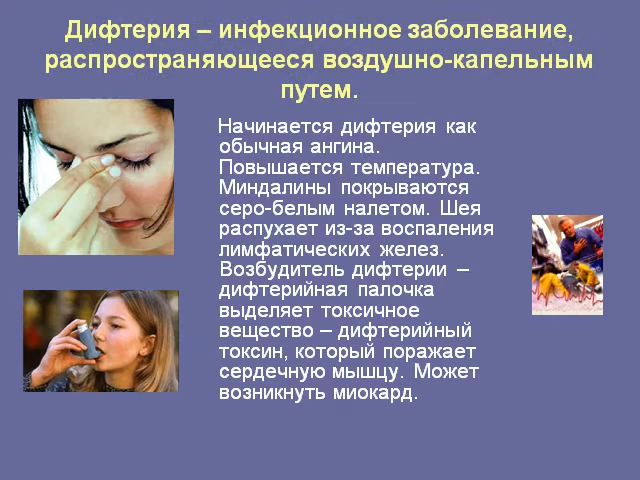 Дифтерия – инфекционное заболевание,
распространяющееся воздушно-капельным
путем.
Начинается дифтерия как
обычная ангина.
Повышается температура.
Миндалины покрываются
серо-белым налетом. Шея
распухает из-за воспаления
лимфатических желез.
Возбудитель дифтерии –
дифтерийная палочка
выделяет токсичное
вещество – дифтерийный
токсин, который поражает
сердечную мышцу. Может
возникнуть миокард.